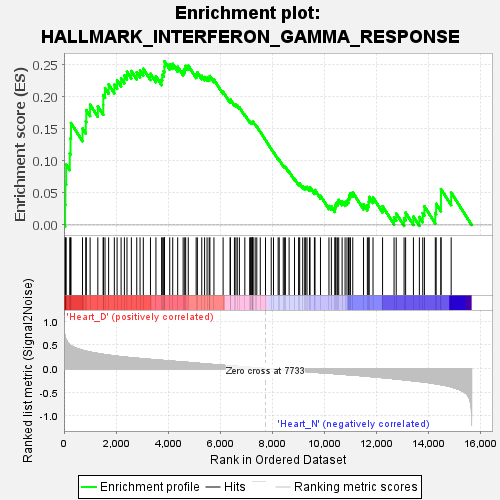 Enrichment plot:
HALLMARK_INTERFERON_GAMMA_RESPONSE
Enrichment score (ES)
0.25
0.20
0.15
0.10
0.05
0.00
Ranked list metric (Signal2Noise)
1.0
0.5
0.0
-0.5
-1.0
'Heart_D' (positively correlated)
Zero cross at 7733
'Heart_N' (negatively correlated)
0
2,000
4,000
6,000
8,000
10,000
12,000
14,000
16,000
Rank in Ordered Dataset
Enrichment profile
Hits
Ranking metric scores